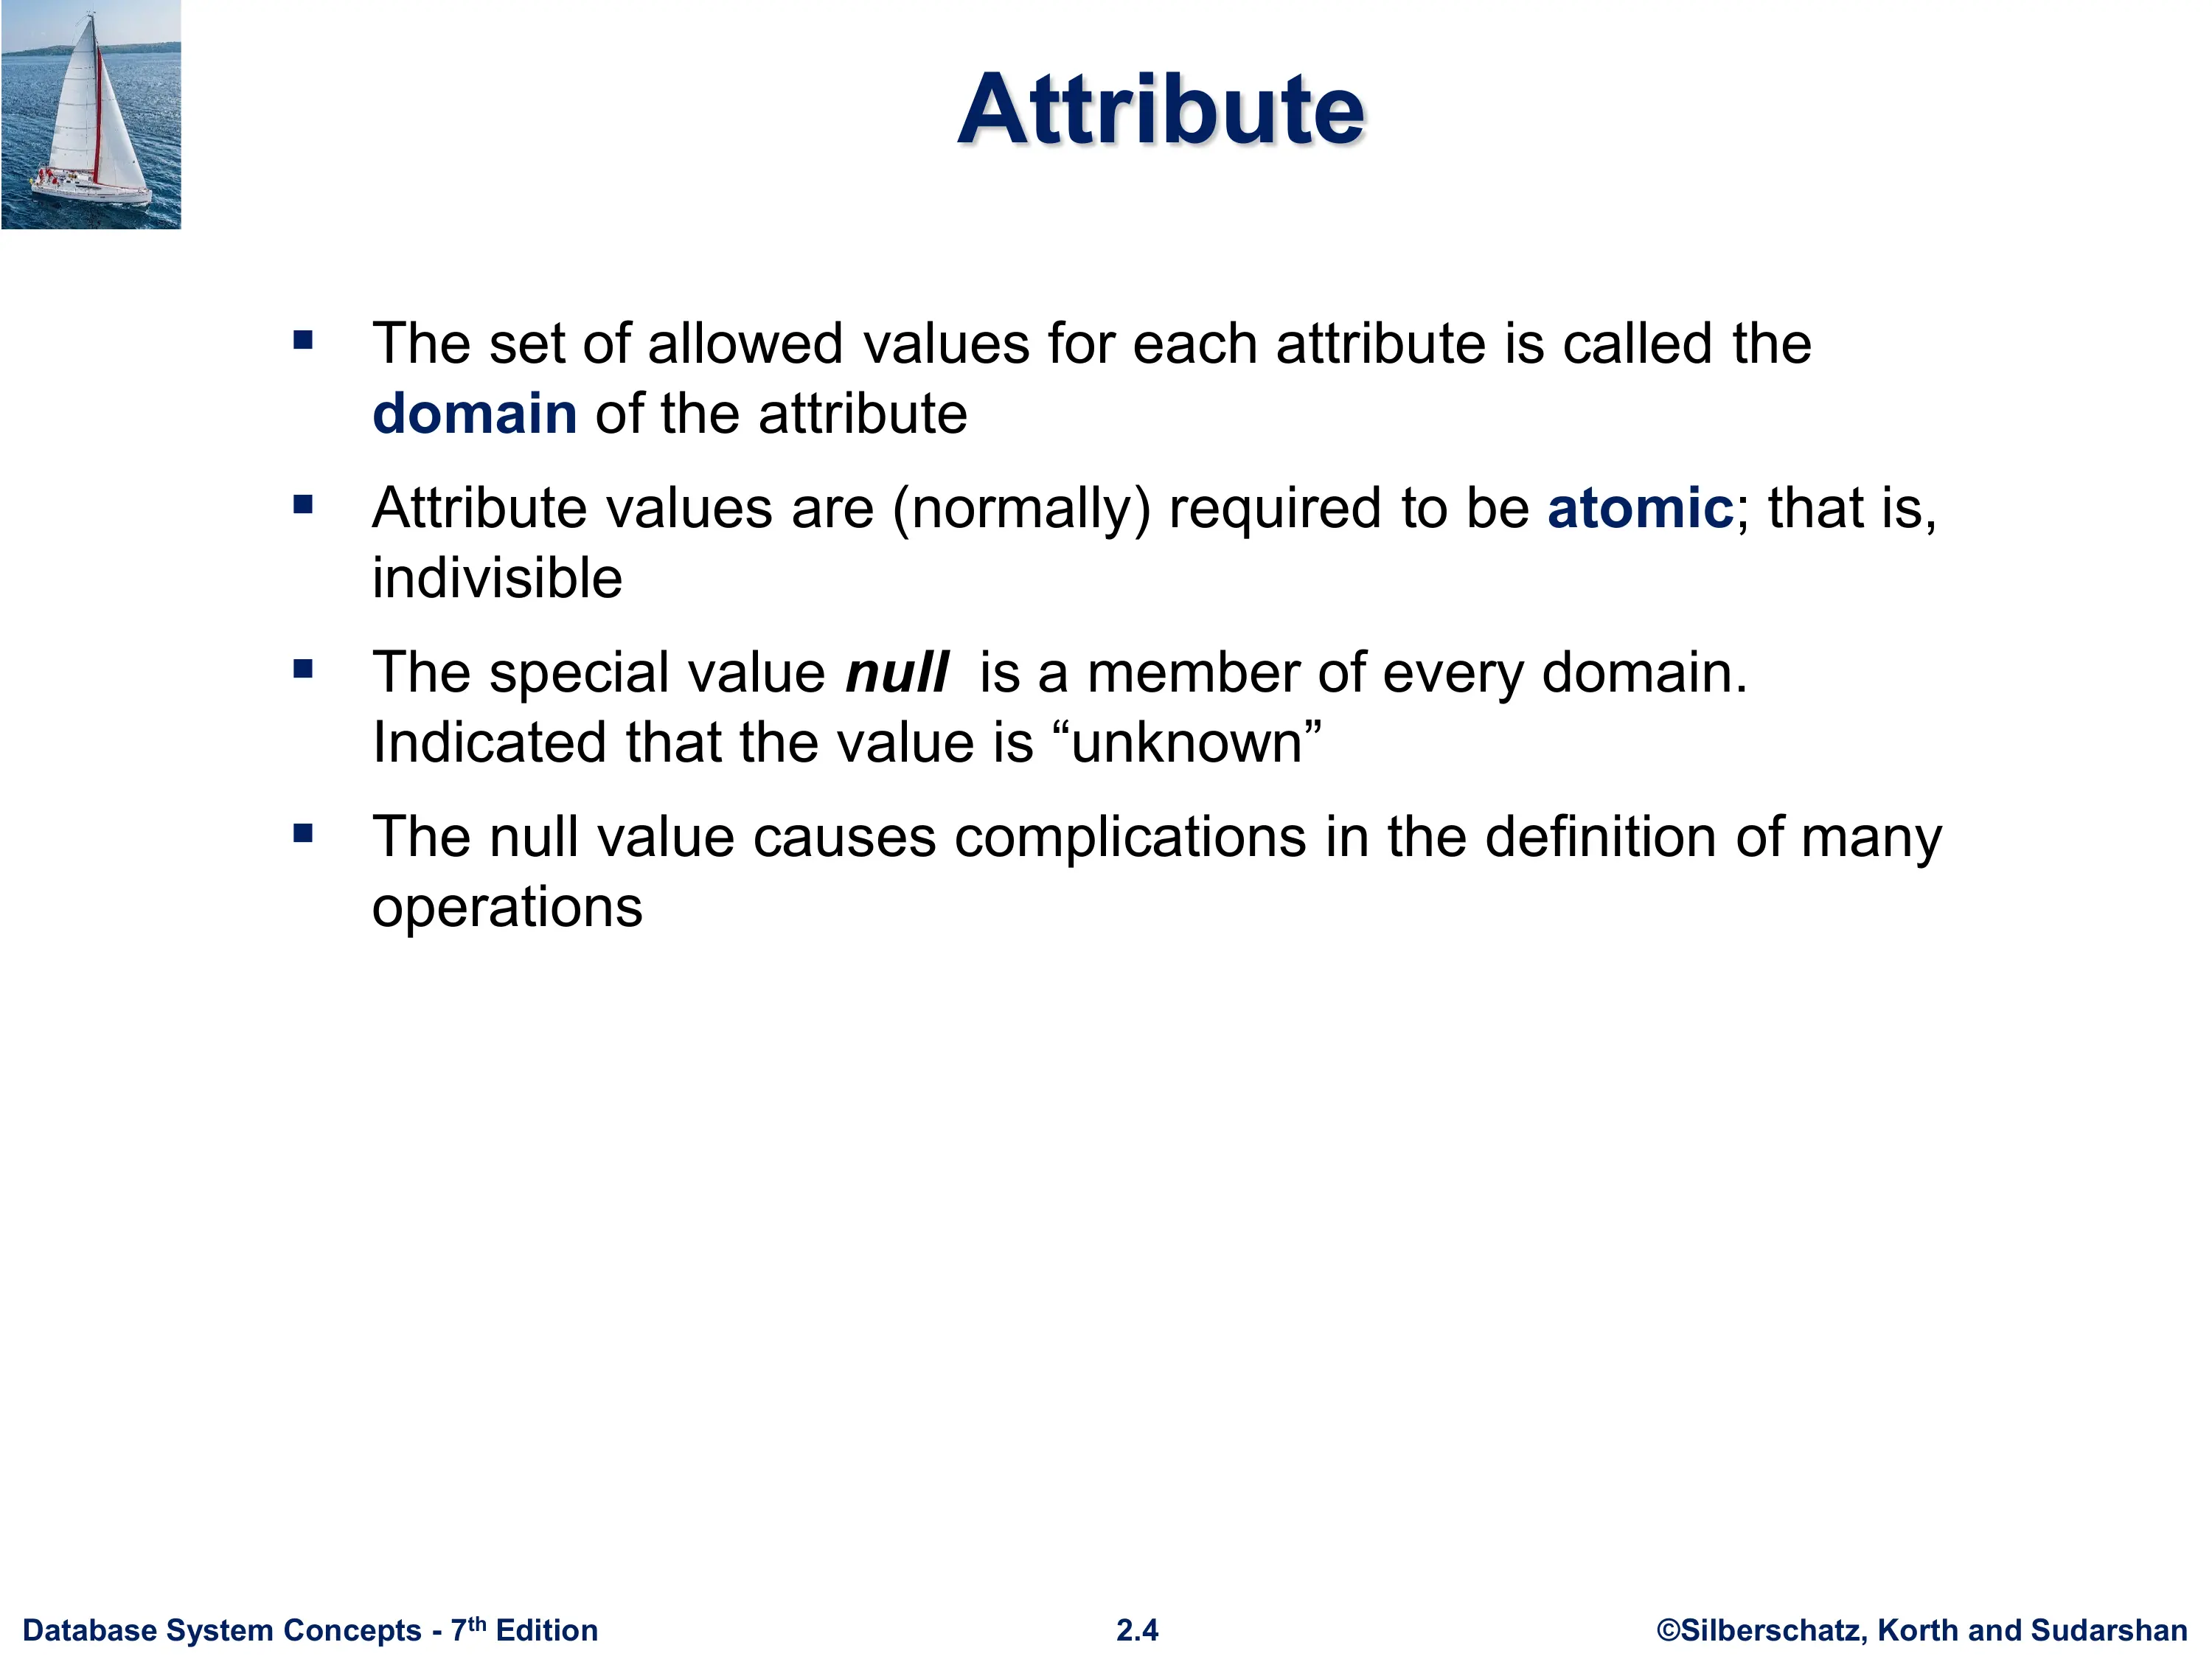 Attribute
▪ The set of allowed values for each attribute is called the
domain of the attribute
▪ Attribute values are (normally) required to be atomic; that is,
indivisible
▪ The special value null is a member of every domain.
Indicated that the value is “unknown”
▪ The null value causes complications in the definition of many
operations
Database System Concepts - 7th Edition
2.4
©Silberschatz, Korth and Sudarshan